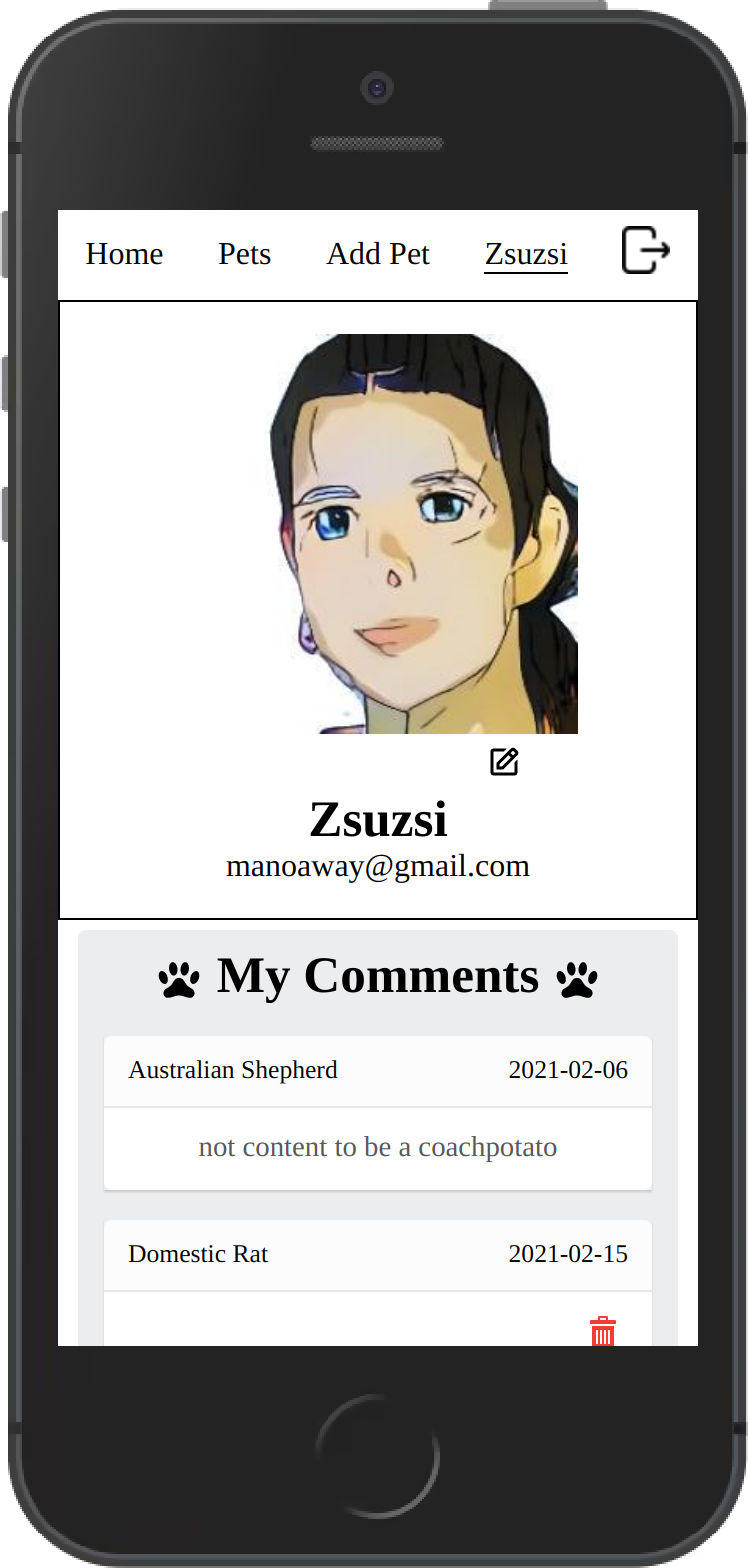 Home Pets Add Pet Zsuzsi
Zsuzsi
manoaway@gmail.com
My Comments
Australian Shepherd 2021-02-06
not content to be a coachpotato
Domestic Rat 2021-02-15